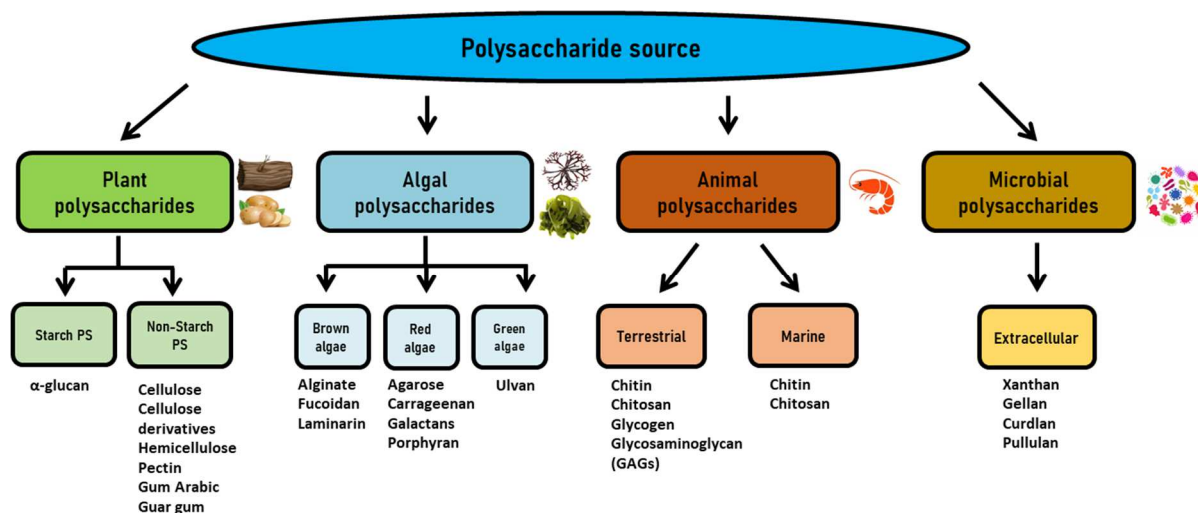 Polysaccharide source
Plant
polysaccharides
Algal
polysaccharides
Animal
polysaccharides
Microbial
polysaccharides
Starch PS
Non-Starch
PS
Brown
algae
Red
algae
Green
algae
Terrestrial
Marine
Extracellular
α-glucan
Cellulose
Cellulose
derivatives
Hemicellulose
Pectin
Gum Arabic
Guar gum
Alginate
Fucoidan
Laminarin
Agarose
Carrageenan
Galactans
Porphyran
Ulvan
Chitin
Chitosan
Glycogen
Glycosaminoglycan
(GAGs)
Chitin
Chitosan
Xanthan
Gellan
Curdlan
Pullulan